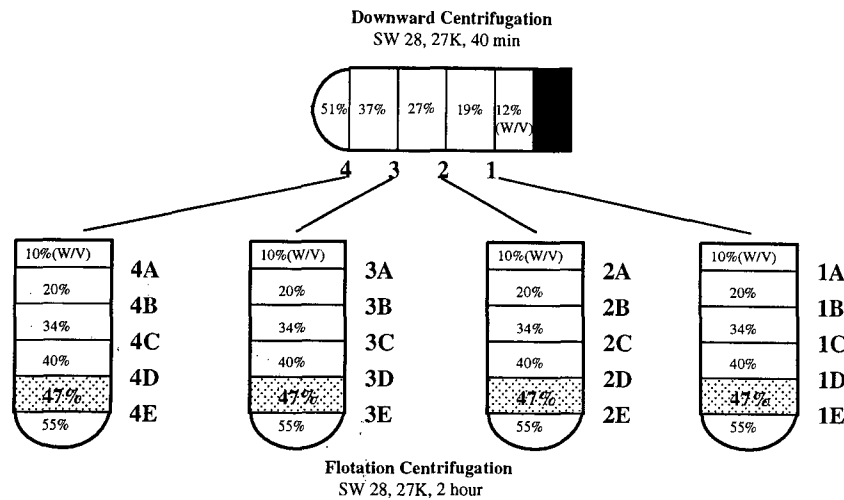 Downward Centrifugation
SW 28, 27K, 40 min
51% 37% 27% 19% 12%
(W/V)
4 3 2 1
10%(W/V) 10%(W/V) 10%(W/V) 10%(W/V)
4A 3A 2A 1A
20% 20% 20% 20%
4B 3B 2B 1B
34% 34% 34% 34%
4C 3C 2C 1C
40% 40% 40% 40%
4D 3D 2D 1D
47% 47% 47% 47%
4E 3E 2E 1E
55% 55% 55% 55%
Flotation Centrifugation
SW 28, 27K, 2 hour